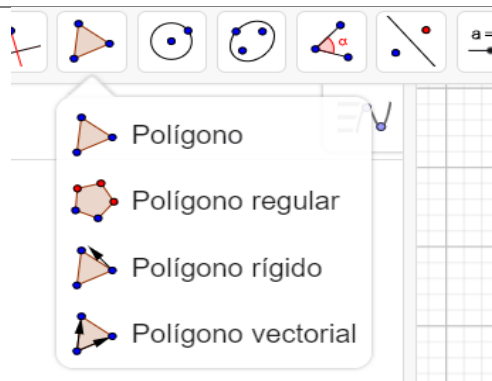 α
a=
Polígono
Polígono regular
Polígono rígido
Polígono vectorial